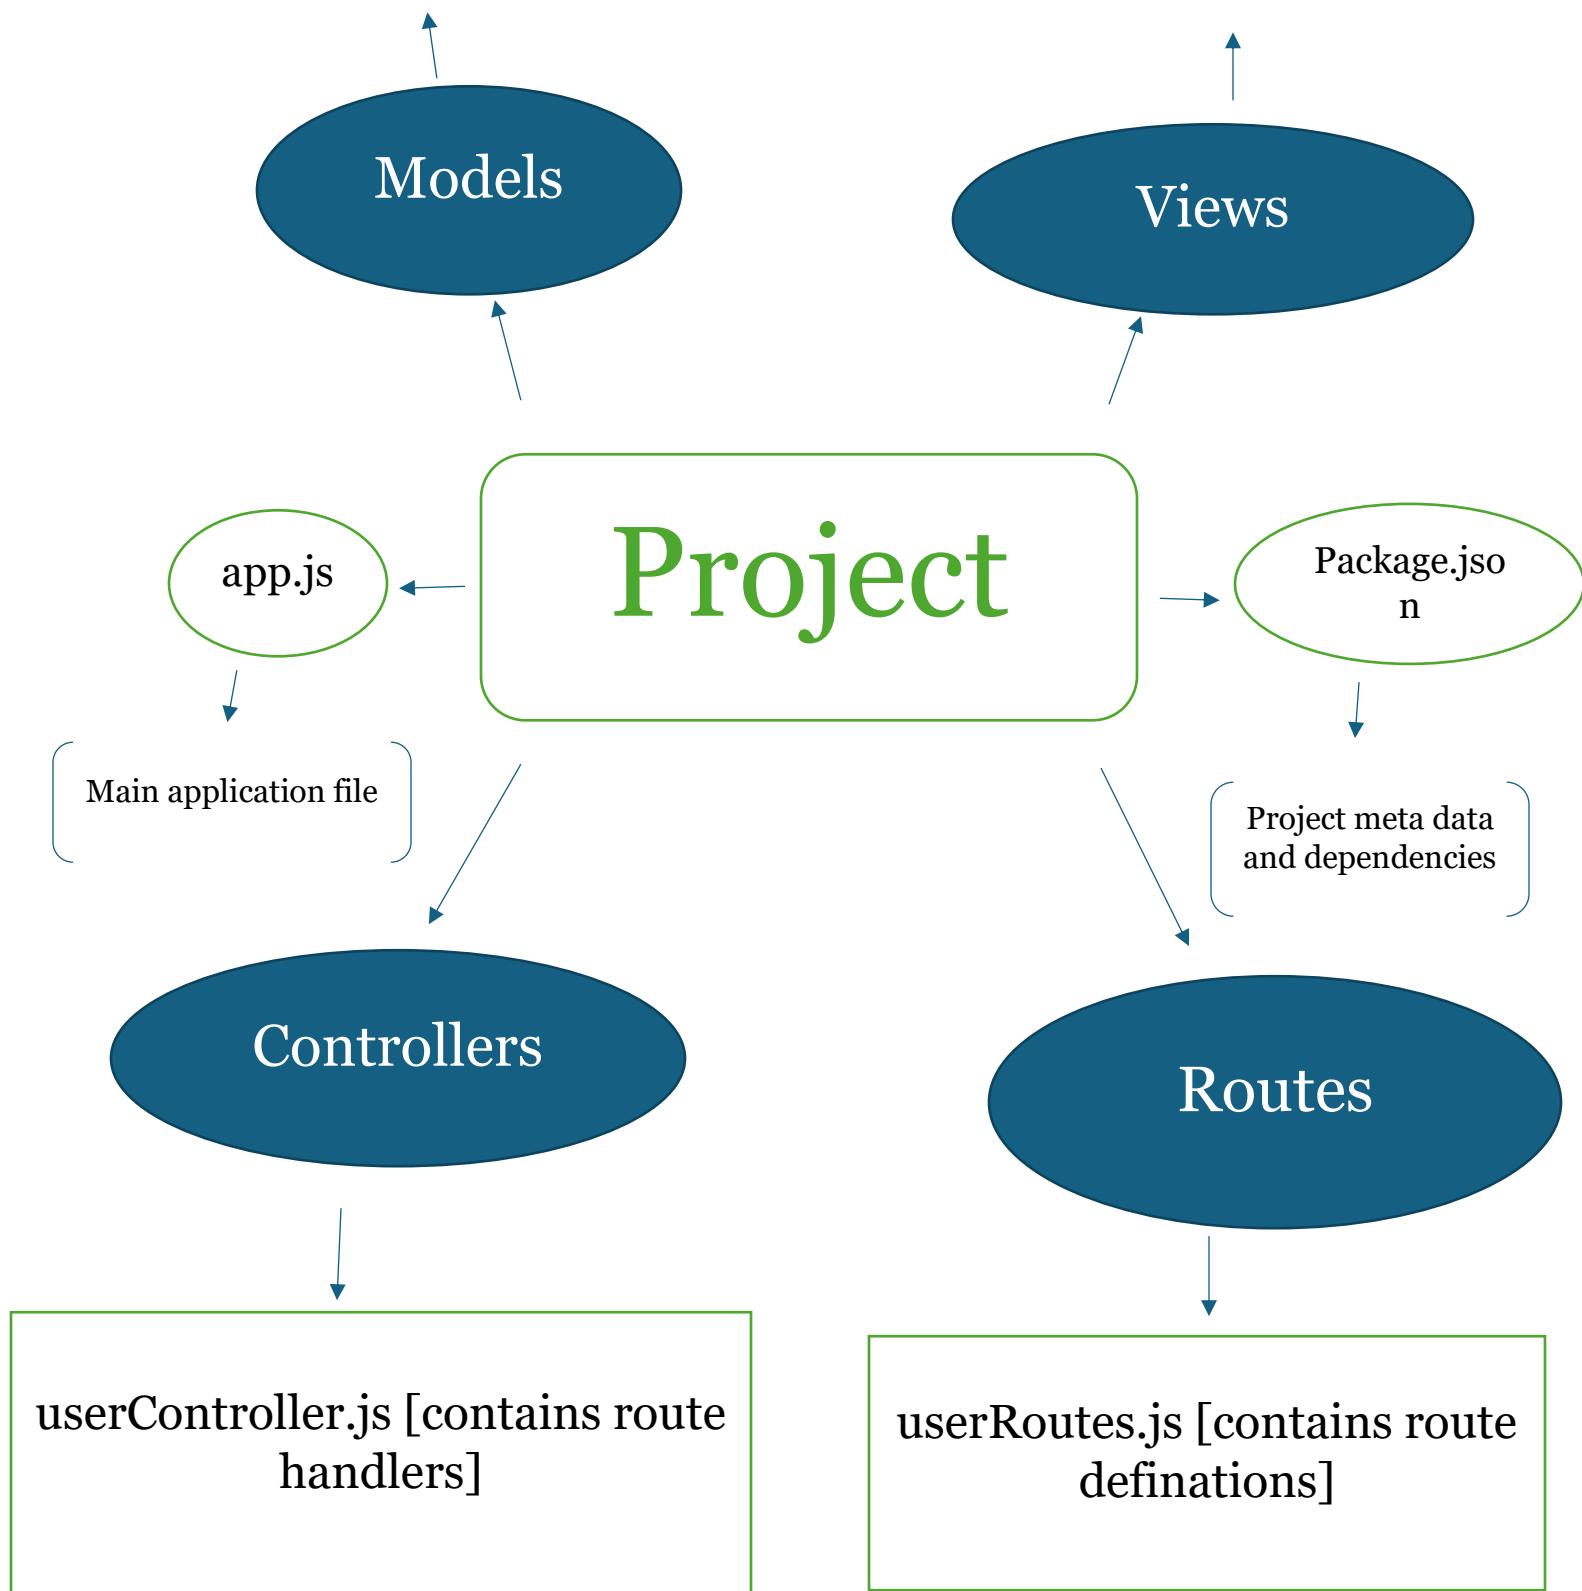 Models
Views
Project
app.js
Package.jso
n
Main application file
Project meta data
and dependencies
Controllers
Routes
userController.js [contains route
handlers]
userRoutes.js [contains route
definations]